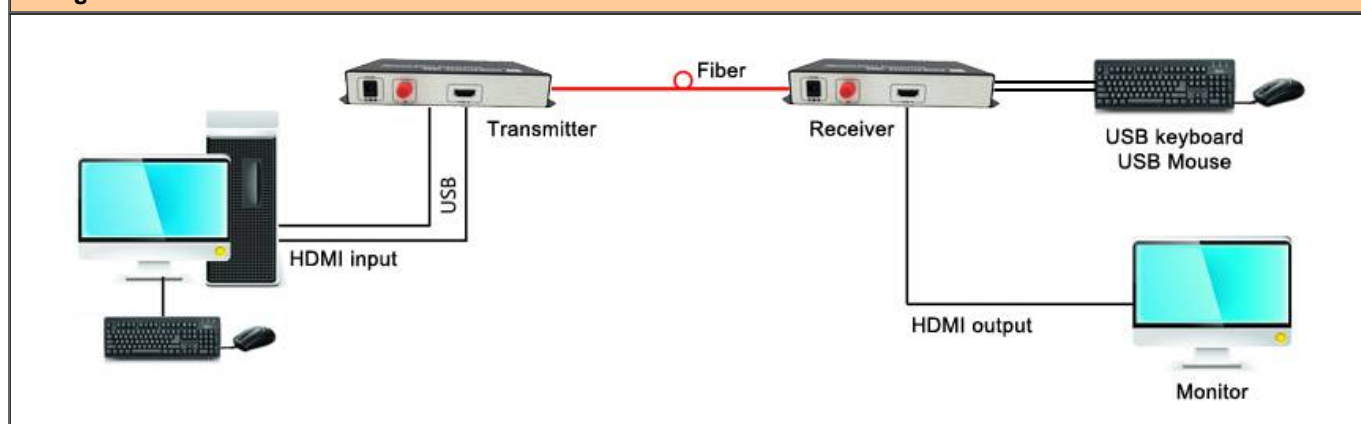 Fiber
Transmitter
Receiver
USB keyboard
USB Mouse
USB
HDMI input
HDMI output
Monitor